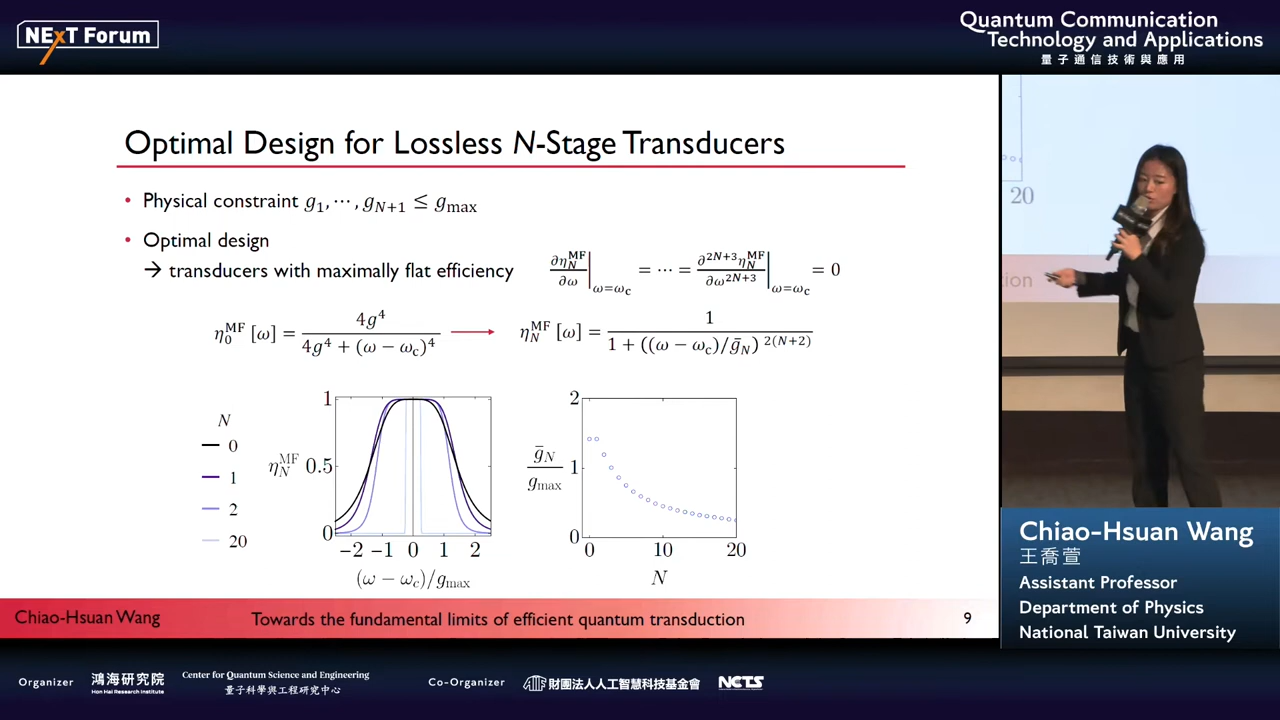 NExT Forum
Quantum Communication
Technology and Applications
量子通信技術與應用
Optimal Design for Lossless N-Stage Transducers
• Physical constraint g₁, ⋯ , g_{N+1} ≤ g_max
• Optimal design
→ transducers with maximally flat efficiency
∂η_N^MF/∂ω|_{ω=ω_c} = ⋯ = ∂^{2N+3}η_N^MF/∂ω^{2N+3}|_{ω=ω_c} = 0
η_0^MF [ω] = 4g⁴/(4g⁴ + (ω − ω_c)⁴) → η_N^MF [ω] = 1/(1 + ((ω − ω_c)/ḡ_N)^{2(N+2)})
N
0
1
2
20
η_N^MF
1
0.5
0
−2 −1 0 1 2
(ω − ω_c)/g_max
ḡ_N/g_max
2
1
0
0 10 20
N
20
tion
Chiao-Hsuan Wang
王喬萱
Assistant Professor
Department of Physics
National Taiwan University
Chiao-Hsuan Wang Towards the fundamental limits of efficient quantum transduction 9
Organizer 鴻海研究院 Hon Hai Research Institute
Center for Quantum Science and Engineering
量子科學與工程研究中心
Co-Organizer 財團法人人工智慧科技基金會 NCTS